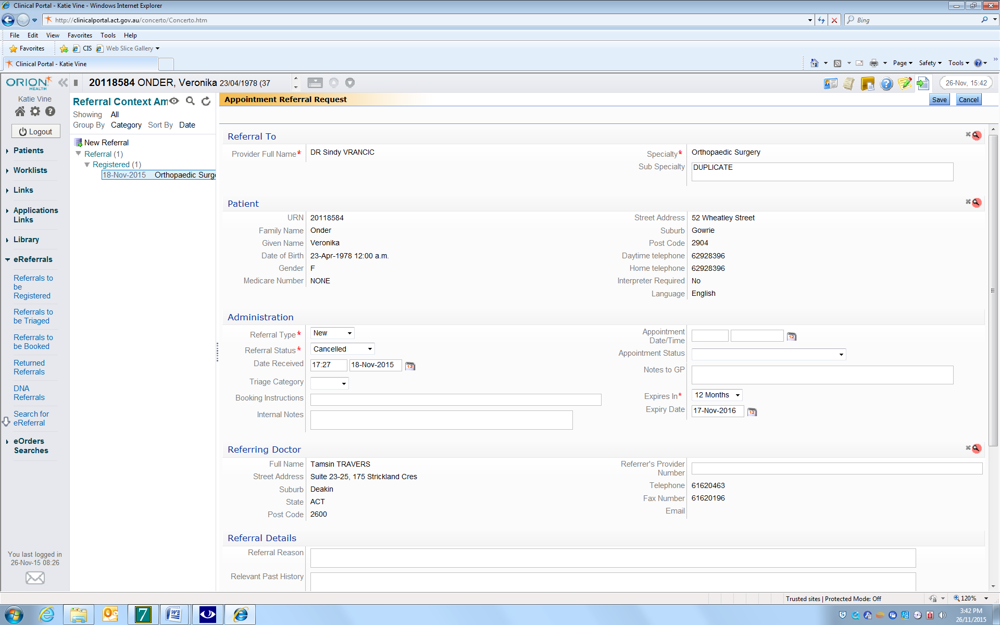 Clinical Portal - Katie Vine - Windows Internet Explorer
http://clinicalportal.act.gov.au/concerto/Concerto.htm
Bing
File Edit View Favorites Tools Help
Favorites CIS Web Slice Gallery
Clinical Portal - Katie Vine
Page Safety Tools
ORION HEALTH
20118584 ONDER, Veronika 23/04/1978 (37
26-Nov, 15:42
Katie Vine
Logout
Patients
Worklists
Links
Applications
Links
Library
eReferrals
Referrals to
be
Registered
Referrals to
be Triaged
Referrals to
be Booked
Returned
Referrals
DNA
Referrals
Search for
eReferral
eOrders
Searches
You last logged in
26-Nov-15 08:26
Referral Context Am
Showing All
Group By Category Sort By Date
New Referral
Referral (1)
Registered (1)
18-Nov-2015 Orthopaedic Surge
Appointment Referral Request
Save Cancel
Referral To
Provider Full Name* DR Sindy VRANCIC
Specialty* Orthopaedic Surgery
Sub Specialty DUPLICATE
Patient
URN 20118584
Family Name Onder
Given Name Veronika
Date of Birth 23-Apr-1978 12:00 a.m.
Gender F
Medicare Number NONE
Street Address 52 Wheatley Street
Suburb Gowrie
Post Code 2904
Daytime telephone 62928396
Home telephone 62928396
Interpreter Required No
Language English
Administration
Referral Type* New
Referral Status* Cancelled
Date Received 17:27 18-Nov-2015
12
Triage Category
Booking Instructions
Internal Notes
Appointment
Date/Time
12
Appointment Status
Notes to GP
Expires In* 12 Months
Expiry Date 17-Nov-2016
12
Referring Doctor
Full Name Tamsin TRAVERS
Street Address Suite 23-25, 175 Strickland Cres
Suburb Deakin
State ACT
Post Code 2600
Referrer's Provider
Number
Telephone 61620463
Fax Number 61620196
Email
Referral Details
Referral Reason
Relevant Past History
Trusted sites | Protected Mode: Off
120%
7
3:42 PM
26/11/2015